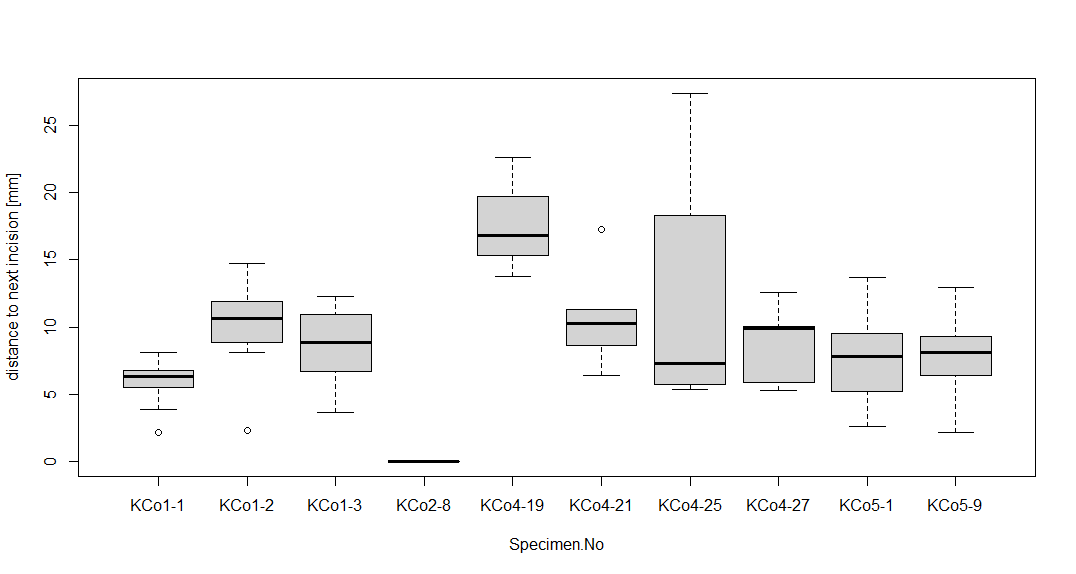 distance to next incision [mm]
25
20
15
10
5
0
KCo1-1 KCo1-2 KCo1-3 KCo2-8 KCo4-19 KCo4-21 KCo4-25 KCo4-27 KCo5-1 KCo5-9
Specimen.No